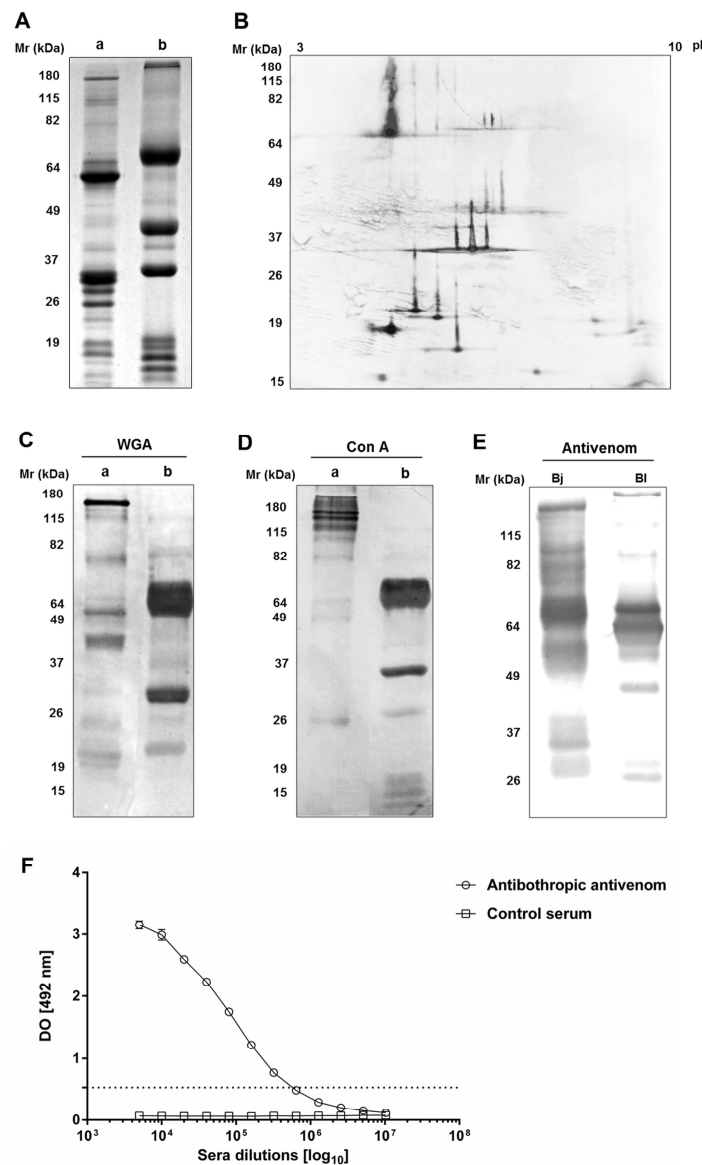 A
Mr (kDa)
a b
180
115
82
64
49
37
26
19
B
Mr (kDa) 3 10 pI
180
115
82
64
49
37
26
19
15
C
WGA
Mr (kDa) a b
180
115
82
64
49
37
26
19
15
D
Con A
Mr (kDa) a b
180
115
82
64
49
37
26
19
15
E
Antivenom
Mr (kDa) Bj Bl
115
82
64
49
37
26
F
4
3
2
1
0
DO [492 nm]
10³ 10⁴ 10⁵ 10⁶ 10⁷ 10⁸
Sera dilutions [log₁₀]
Antibothropic antivenom
Control serum